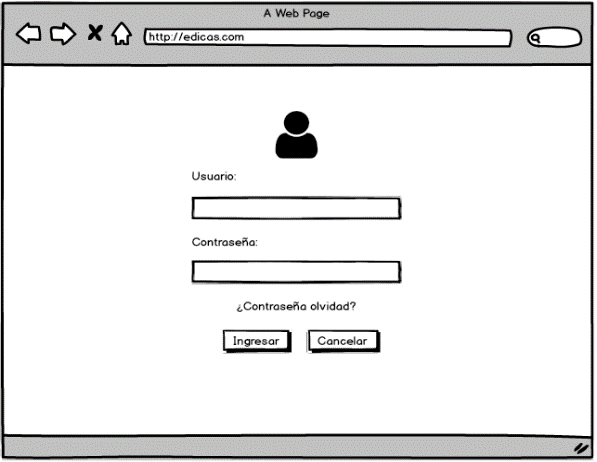 A Web Page
http://edicas.com
Usuario:
Contraseña:
¿Contraseña olvidad?
Ingresar
Cancelar